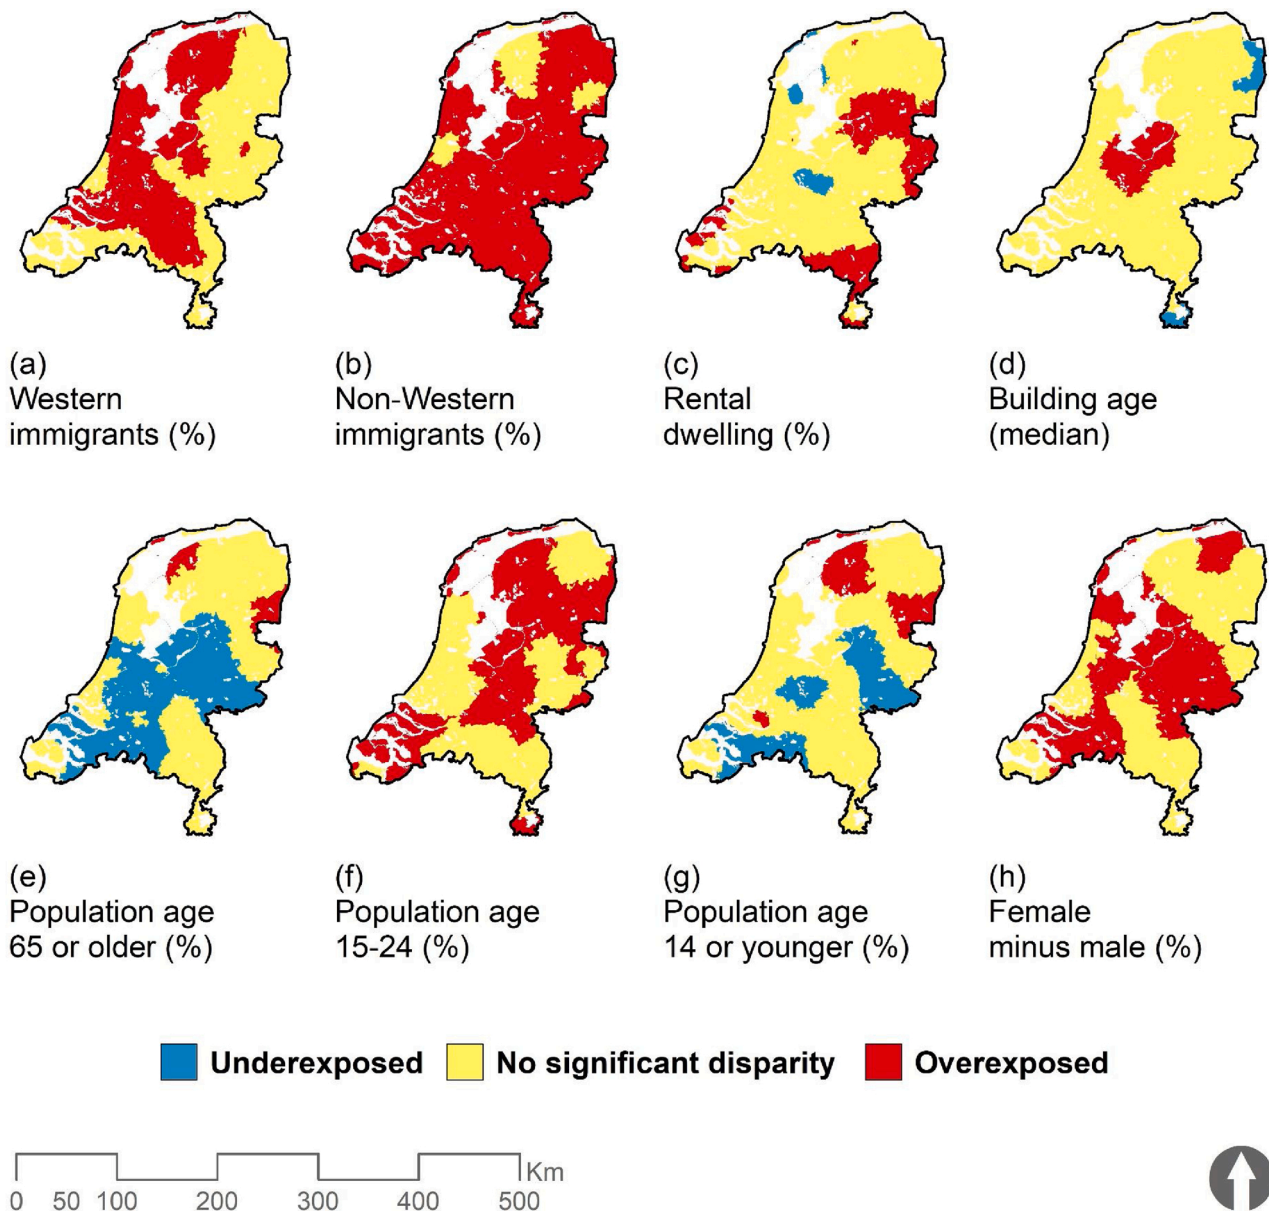 (a)
Western
immigrants (%)
(b)
Non-Western
immigrants (%)
(c)
Rental
dwelling (%)
(d)
Building age
(median)
(e)
Population age
65 or older (%)
(f)
Population age
15-24 (%)
(g)
Population age
14 or younger (%)
(h)
Female
minus male (%)
Underexposed
No significant disparity
Overexposed
Km
0 50 100 200 300 400 500